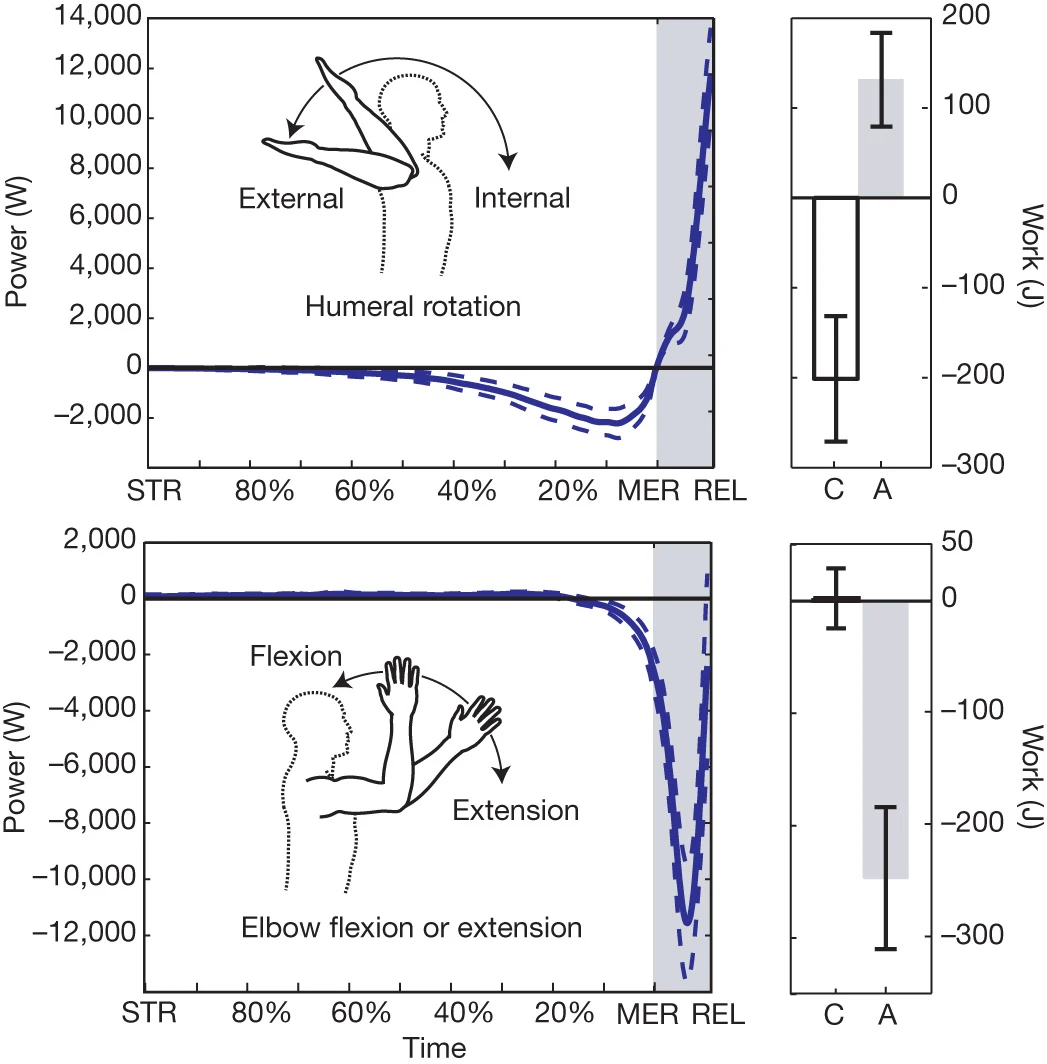 14,000
12,000
10,000
8,000
6,000
4,000
2,000
0
–2,000
Power (W)
External
Internal
Humeral rotation
STR 80% 60% 40% 20% MER REL
200
100
0
–100
–200
–300
Work (J)
C A
2,000
0
–2,000
–4,000
–6,000
–8,000
–10,000
–12,000
Power (W)
Flexion
Extension
Elbow flexion or extension
STR 80% 60% 40% 20% MER REL
Time
50
0
–100
–200
–300
Work (J)
C A